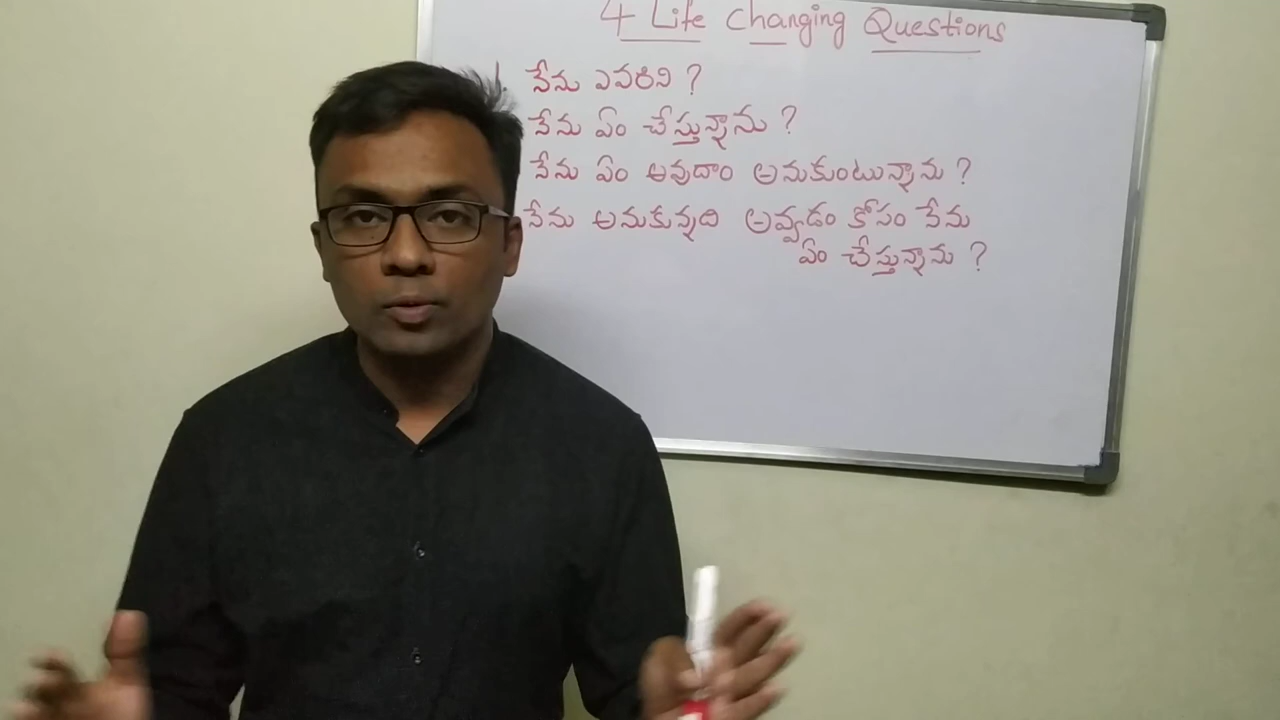 4 Life Changing Questions
1. నేను ఎవరిని ?
నేను ఏం చేస్తున్నాను ?
నేను ఏం అవుదాం అనుకుంటున్నాను ?
నేను అనుకున్నది అవ్వడం కోసం నేను
ఏం చేస్తున్నాను ?